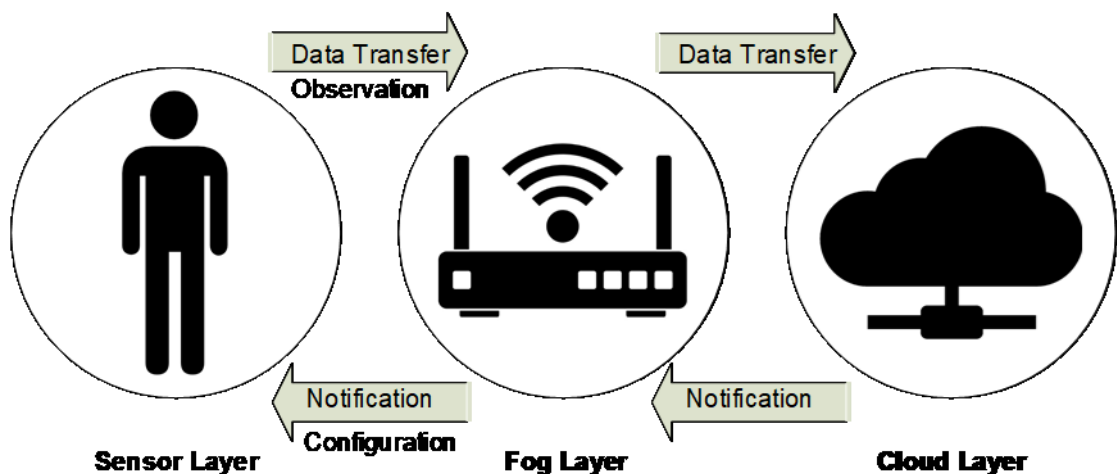 Data Transfer
Observation
Data Transfer
Notification
Configuration
Notification
Sensor Layer
Fog Layer
Cloud Layer